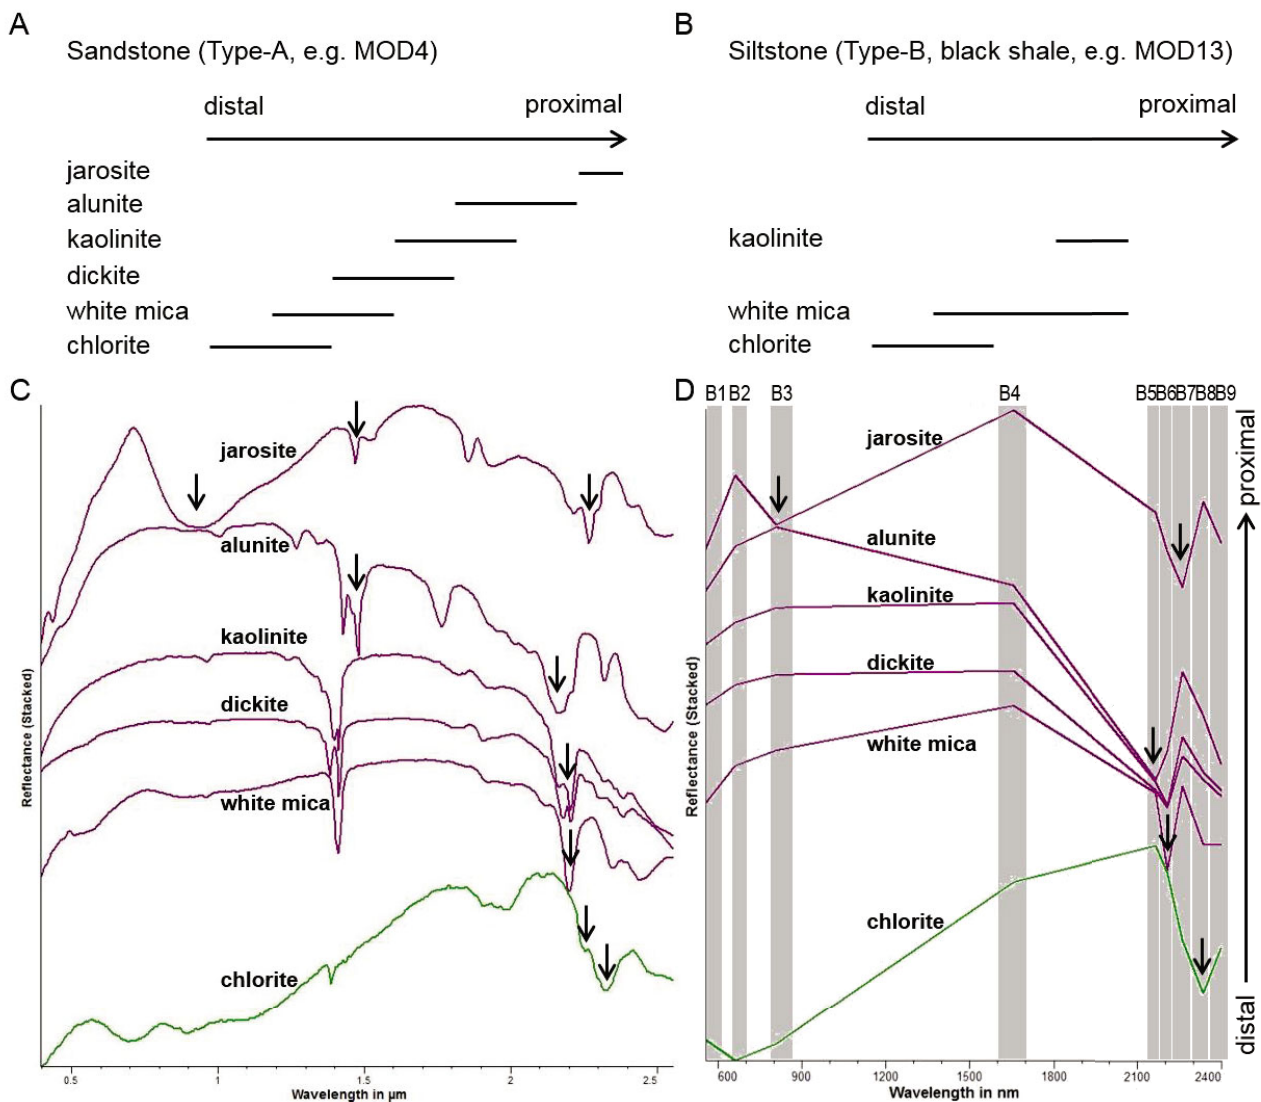 A
Sandstone (Type-A, e.g. MOD4)
distal
proximal
jarosite
alunite
kaolinite
dickite
white mica
chlorite
B
Siltstone (Type-B, black shale, e.g. MOD13)
distal
proximal
kaolinite
white mica
chlorite
C
jarosite
alunite
kaolinite
dickite
white mica
chlorite
Reflectance (Stacked)
0.5 1 1.5 2 2.5
Wavelength in µm
D
B1 B2 B3 B4 B5 B6 B7 B8 B9
jarosite
alunite
kaolinite
dickite
white mica
chlorite
Reflectance (Stacked)
600 900 1200 1500 1800 2100 2400
Wavelength in nm
proximal
distal